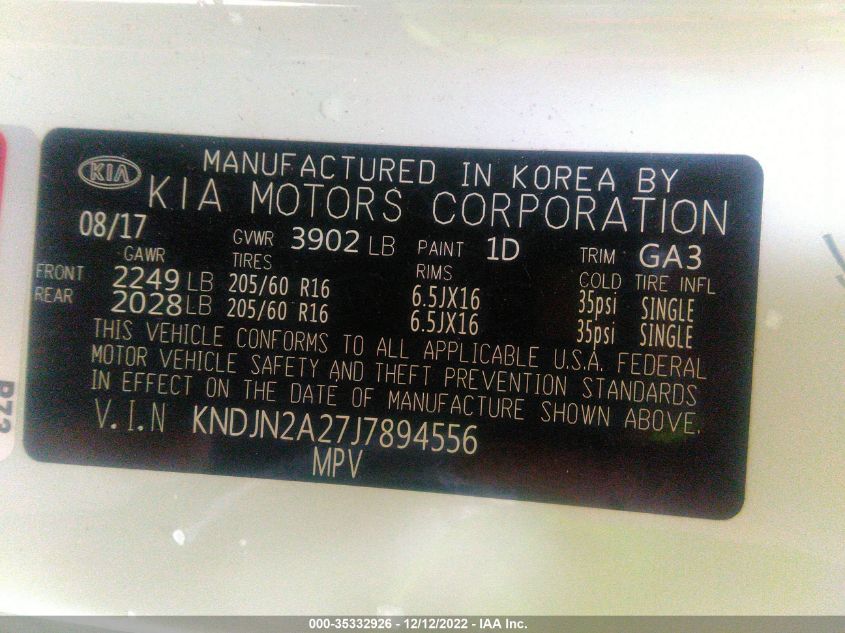 KIA MANUFACTURED IN KOREA BY
KIA MOTORS CORPORATION
08/17 GVWR 3902 LB PAINT 1D TRIM GA3
GAWR TIRES RIMS COLD TIRE INFL
FRONT 2249 LB 205/60 R16 6.5JX16 35psi SINGLE
REAR 2028 LB 205/60 R16 6.5JX16 35psi SINGLE
THIS VEHICLE CONFORMS TO ALL APPLICABLE U.S.A. FEDERAL
MOTOR VEHICLE SAFETY AND THEFT PREVENTION STANDARDS
IN EFFECT ON THE DATE OF MANUFACTURE SHOWN ABOVE.
V.I.N KNDJN2A27J7894556
MPV
000-35332926 - 12/12/2022 - IAA Inc.